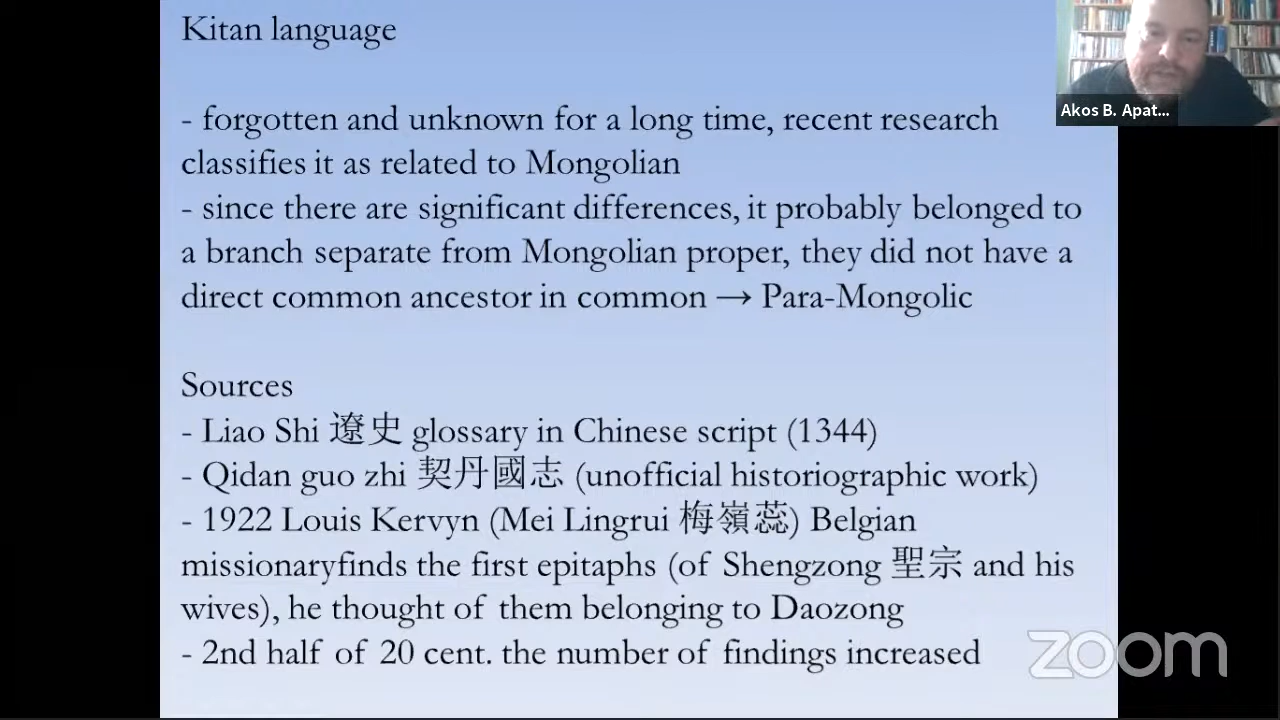 Kitan language
- forgotten and unknown for a long time, recent research
classifies it as related to Mongolian
- since there are significant differences, it probably belonged to
a branch separate from Mongolian proper, they did not have a
direct common ancestor in common → Para-Mongolic
Sources
- Liao Shi 遼史 glossary in Chinese script (1344)
- Qidan guo zhi 契丹國志 (unofficial historiographic work)
- 1922 Louis Kervyn (Mei Lingrui 梅嶺蕊) Belgian
missionaryfinds the first epitaphs (of Shengzong 聖宗 and his
wives), he thought of them belonging to Daozong
- 2nd half of 20 cent. the number of findings increased
Akos B. Apat...
zoom